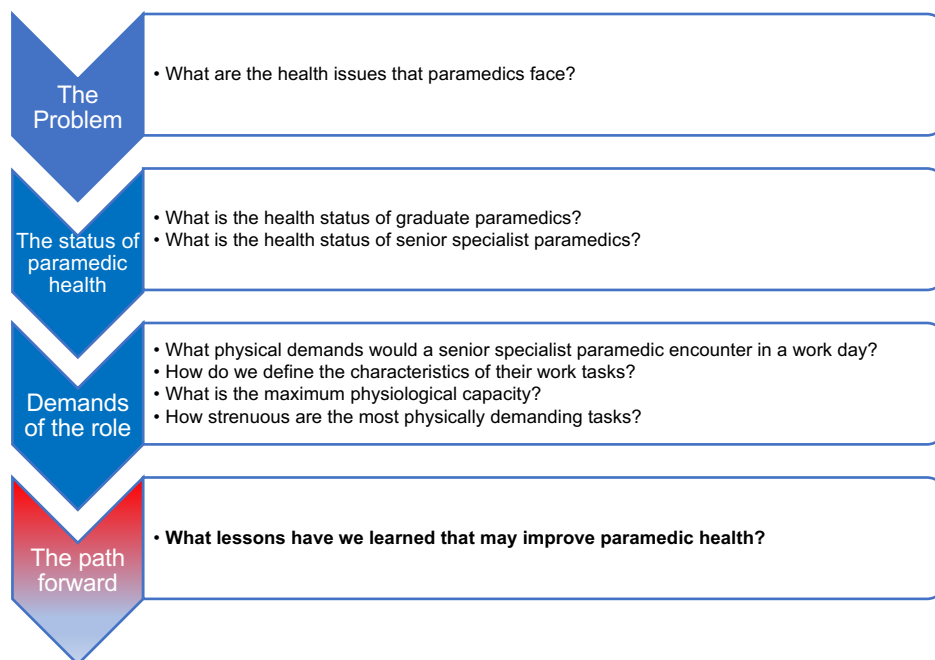 The
Problem
• What are the health issues that paramedics face?
The status of
paramedic
health
• What is the health status of graduate paramedics?
• What is the health status of senior specialist paramedics?
Demands
of the role
• What physical demands would a senior specialist paramedic encounter in a work day?
• How do we define the characteristics of their work tasks?
• What is the maximum physiological capacity?
• How strenuous are the most physically demanding tasks?
The path
forward
• What lessons have we learned that may improve paramedic health?